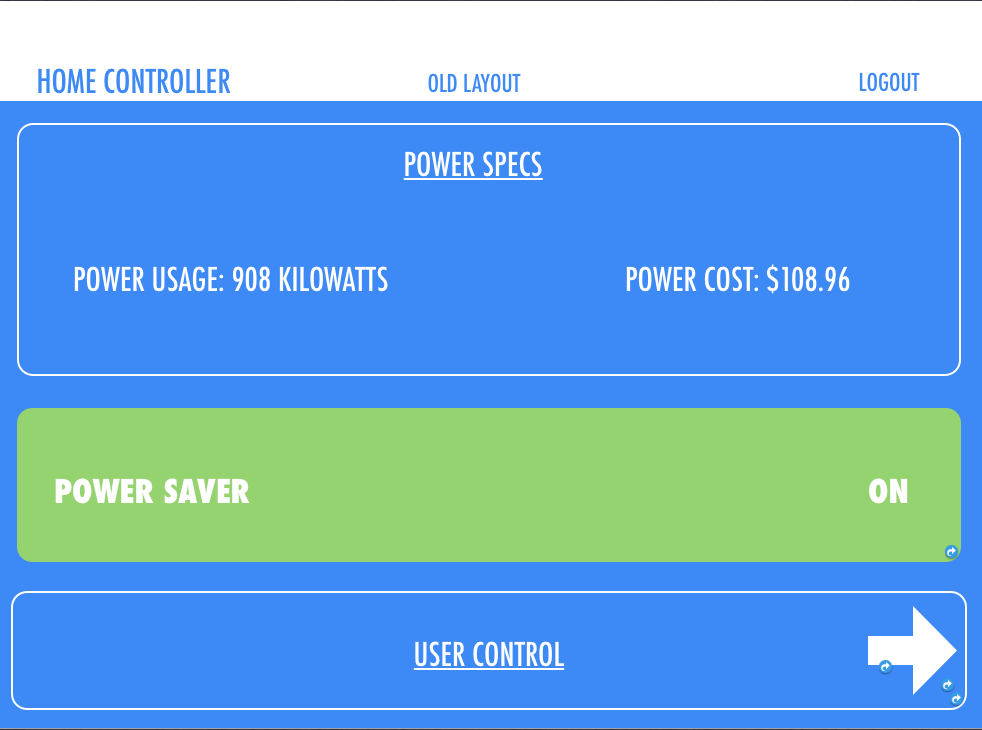 HOME CONTROLLER OLD LAYOUT LOGOUT
POWER SPECS
POWER USAGE: 908 KILOWATTS POWER COST: $108.96
POWER SAVER ON
USER CONTROL